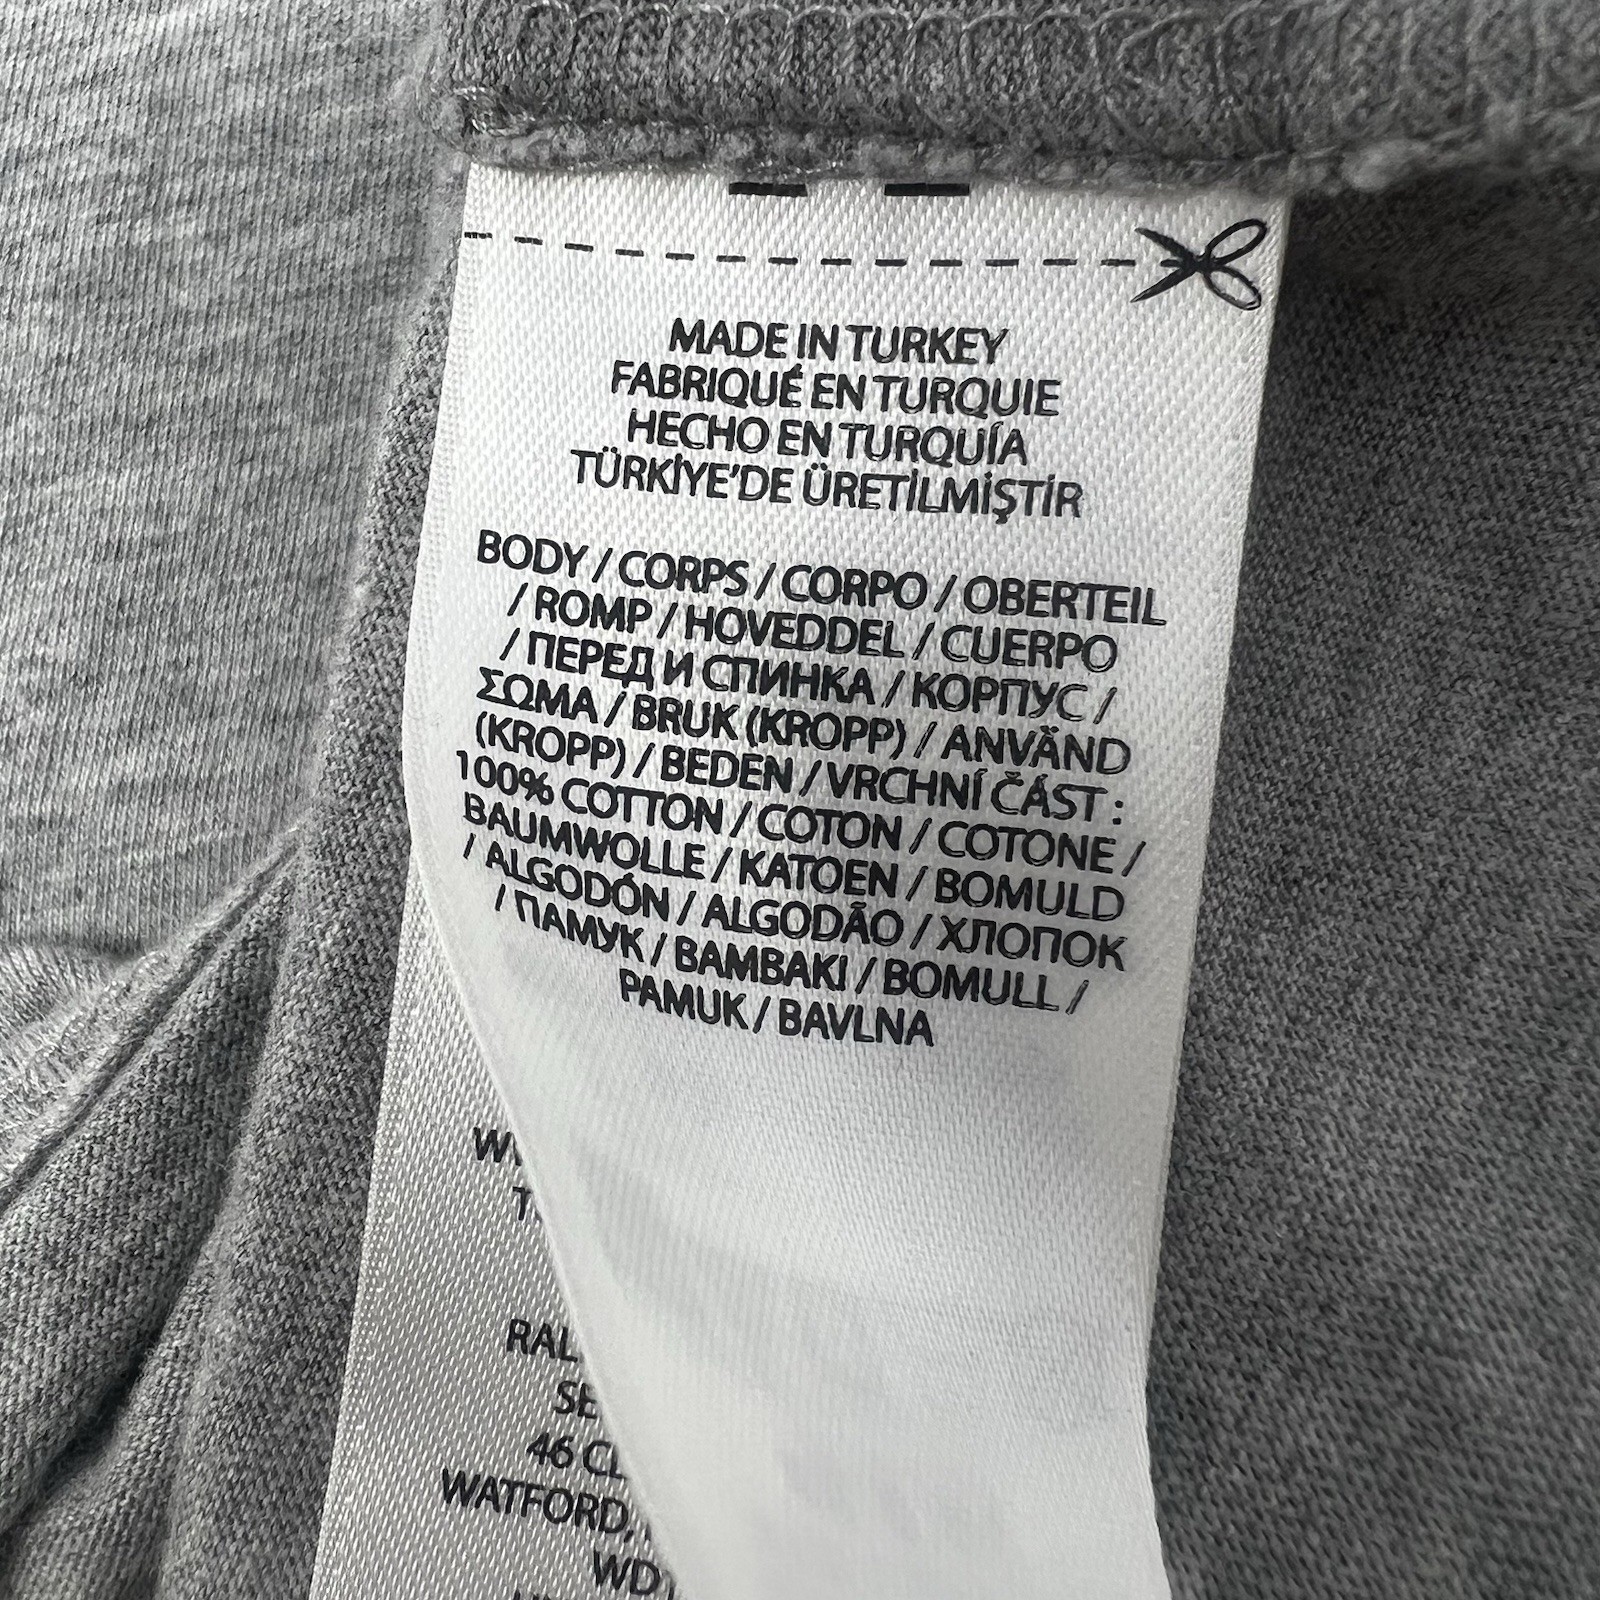 MADE IN TURKEY
FABRIQUÉ EN TURQUIE
HECHO EN TURQUÍA
TÜRKİYE'DE ÜRETİLMİŞTİR
BODY / CORPS / CORPO / OBERTEIL
/ ROMP / HOVEDDEL / CUERPO
/ ПЕРЕД И СПИНКА / КОРПУС /
ΣΩΜΑ / BRUK (KROPP) / ANVÄND
(KROPP) / BEDEN / VRCHNÍ ČÁST :
100% COTTON / COTON / COTONE /
BAUMWOLLE / KATOEN / BOMULD
/ ALGODÓN / ALGODÃO / ХЛОПОК
/ ПАМУК / BAMBAKI / BOMULL /
PAMUK / BAVLNA
46
WATFORD,
WD